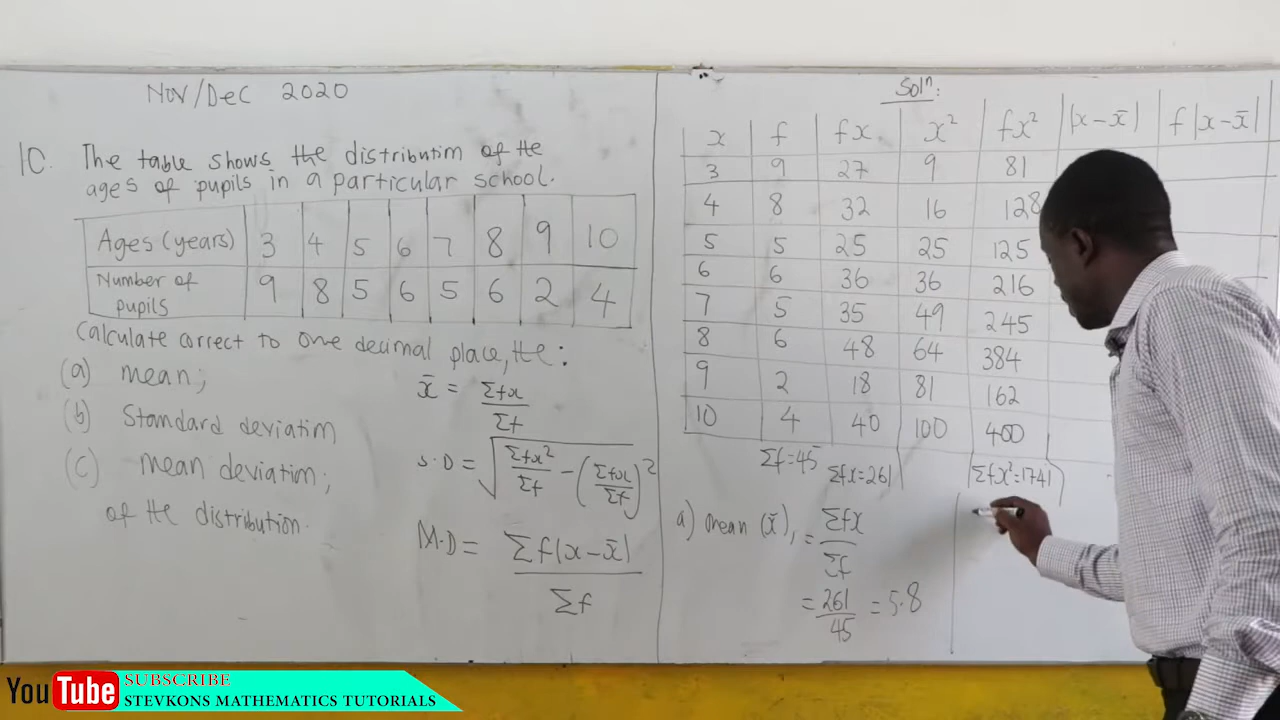 Nov/Dec 2020
10. The table shows the distribution of the
ages of pupils in a particular school.
Ages (years) 3 4 5 6 7 8 9 10
Number of pupils 9 8 5 6 5 6 2 4
Calculate correct to one decimal place, the:
(a) mean;
(b) Standard deviation
(c) mean deviation;
of the distribution.
x̄ = Σfx / Σf
S.D = √(Σfx²/Σf − (Σfx/Σf)²)
M.D = Σf|x−x̄| / Σf
Solⁿ:
x f fx x² fx² |x−x̄| f|x−x̄|
3 9 27 9 81
4 8 32 16 128
5 5 25 25 125
6 6 36 36 216
7 5 35 49 245
8 6 48 64 384
9 2 18 81 162
10 4 40 100 400
Σf=45 Σfx=261 Σfx²=1741
a) mean (x̄), = Σfx / Σf
= 261/45 = 5.8
YouTube
SUBSCRIBE
STEVKONS MATHEMATICS TUTORIALS